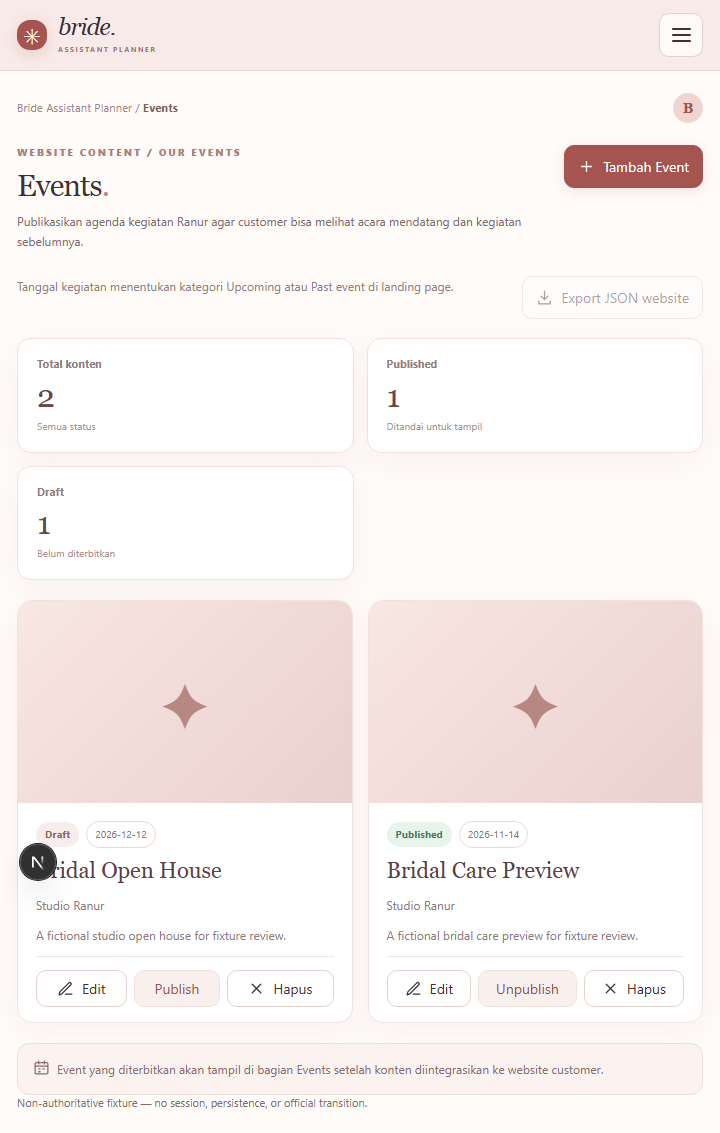 bride.
ASSISTANT PLANNER
Bride Assistant Planner / Events
B
WEBSITE CONTENT / OUR EVENTS
Tambah Event
Events.
Publikasikan agenda kegiatan Ranur agar customer bisa melihat acara mendatang dan kegiatan
sebelumnya.
Tanggal kegiatan menentukan kategori Upcoming atau Past event di landing page.
Export JSON website
Total konten
2
Semua status
Published
1
Ditandai untuk tampil
Draft
1
Belum diterbitkan
Draft
2026-12-12
N
ridal Open House
Studio Ranur
A fictional studio open house for fixture review.
Edit
Publish
Hapus
Published
2026-11-14
Bridal Care Preview
Studio Ranur
A fictional bridal care preview for fixture review.
Edit
Unpublish
Hapus
Event yang diterbitkan akan tampil di bagian Events setelah konten diintegrasikan ke website customer.
Non-authoritative fixture — no session, persistence, or official transition.